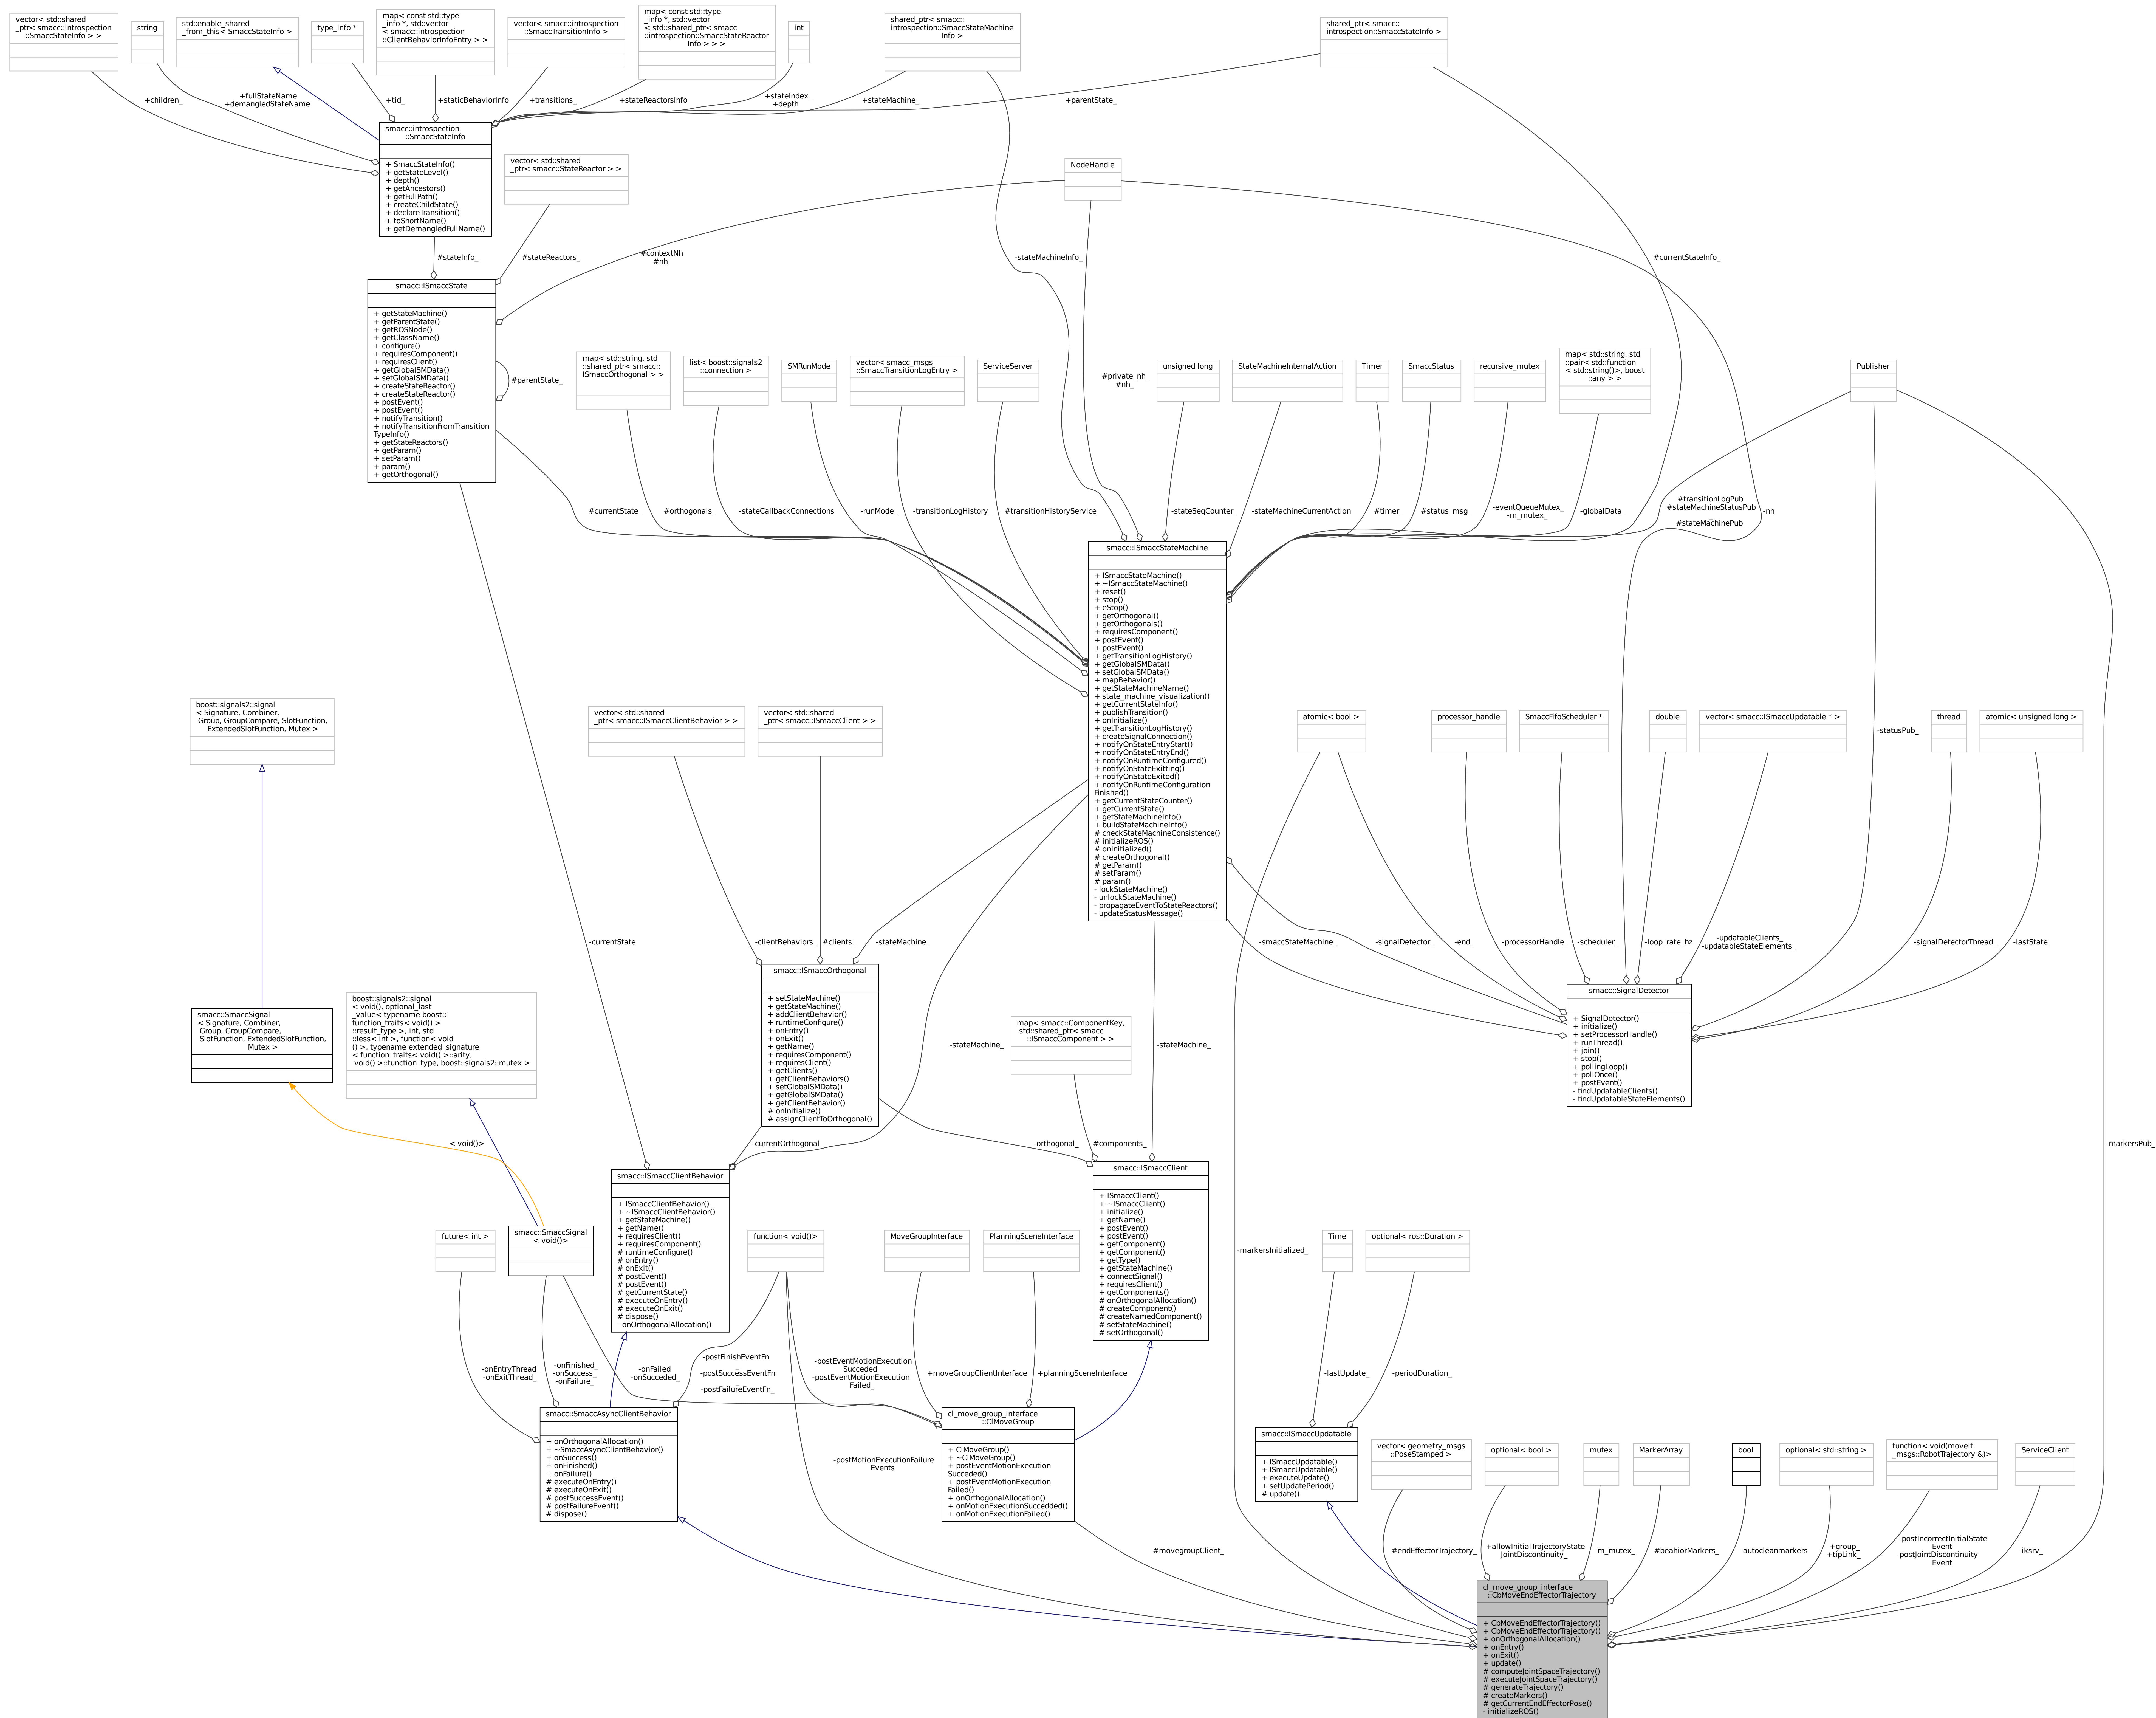 vector< std::shared
_ptr< smacc::introspection
::SmaccStateInfo > >
string
std::enable_shared
_from_this< SmaccStateInfo >
type_info *
map< const std::type
_info *, std::vector
< smacc::introspection
::ClientBehaviorInfoEntry > >
vector< smacc::introspection
::SmaccTransitionInfo >
map< const std::type
_info *, std::vector
< std::shared_ptr< smacc
::introspection::SmaccStateReactor
Info > > >
int
shared_ptr< smacc::
introspection::SmaccStateMachine
Info >
shared_ptr< smacc::
introspection::SmaccStateInfo >
+children_
+fullStateName
+demangledStateName
+tid_
+staticBehaviorInfo
+transitions_
+stateReactorsInfo
+stateIndex_
+depth_
+stateMachine_
+parentState_
smacc::introspection
::SmaccStateInfo
+ SmaccStateInfo()
+ getStateLevel()
+ depth()
+ getAncestors()
+ getFullPath()
+ createChildState()
+ declareTransition()
+ toShortName()
+ getDemangledFullName()
vector< std::shared
_ptr< smacc::StateReactor > >
NodeHandle
#stateInfo_
#stateReactors_
#contextNh
#nh
-stateMachineInfo_
#currentStateInfo_
smacc::ISmaccState
+ getStateMachine()
+ getParentState()
+ getROSNode()
+ getClassName()
+ configure()
+ requiresComponent()
+ requiresClient()
+ getGlobalSMData()
+ setGlobalSMData()
+ createStateReactor()
+ createStateReactor()
+ postEvent()
+ postEvent()
+ notifyTransition()
+ notifyTransitionFromTransition
TypeInfo()
+ getStateReactors()
+ getParam()
+ setParam()
+ param()
+ getOrthogonal()
#parentState_
map< std::string, std
::shared_ptr< smacc::
ISmaccOrthogonal > >
list< boost::signals2
::connection >
SMRunMode
vector< smacc_msgs
::SmaccTransitionLogEntry >
ServiceServer
#private_nh_
#nh_
unsigned long
StateMachineInternalAction
Timer
SmaccStatus
recursive_mutex
map< std::string, std
::pair< std::function
< std::string()>, boost
::any > >
Publisher
#currentState_
#orthogonals_
-stateCallbackConnections
-runMode_
-transitionLogHistory_
#transitionHistoryService_
-stateSeqCounter_
-stateMachineCurrentAction
#timer_
#status_msg_
-eventQueueMutex_
-m_mutex_
-globalData_
#transitionLogPub_
#stateMachineStatusPub
_
#stateMachinePub_
-nh_
smacc::ISmaccStateMachine
+ ISmaccStateMachine()
+ ~ISmaccStateMachine()
+ reset()
+ stop()
+ eStop()
+ getOrthogonal()
+ getOrthogonals()
+ requiresComponent()
+ postEvent()
+ postEvent()
+ getTransitionLogHistory()
+ getGlobalSMData()
+ setGlobalSMData()
+ mapBehavior()
+ getStateMachineName()
+ state_machine_visualization()
+ getCurrentStateInfo()
+ publishTransition()
+ onInitialize()
+ getTransitionLogHistory()
+ createSignalConnection()
+ notifyOnStateEntryStart()
+ notifyOnStateEntryEnd()
+ notifyOnRuntimeConfigured()
+ notifyOnStateExitting()
+ notifyOnStateExited()
+ notifyOnRuntimeConfiguration
Finished()
+ getCurrentStateCounter()
+ getCurrentState()
+ getStateMachineInfo()
+ buildStateMachineInfo()
# checkStateMachineConsistence()
# initializeROS()
# onInitialized()
# createOrthogonal()
# getParam()
# setParam()
# param()
- lockStateMachine()
- unlockStateMachine()
- propagateEventToStateReactors()
- updateStatusMessage()
boost::signals2::signal
< Signature, Combiner,
Group, GroupCompare, SlotFunction,
ExtendedSlotFunction, Mutex >
vector< std::shared
_ptr< smacc::ISmaccClientBehavior > >
vector< std::shared
_ptr< smacc::ISmaccClient > >
atomic< bool >
processor_handle
SmaccFifoScheduler *
double
vector< smacc::ISmaccUpdatable * >
-statusPub_
thread
atomic< unsigned long >
-currentState
-clientBehaviors_
#clients_
-stateMachine_
-smaccStateMachine_
-signalDetector_
-end_
-processorHandle_
-scheduler_
-loop_rate_hz
-updatableClients_
-updatableStateElements_
-signalDetectorThread_
-lastState_
smacc::ISmaccOrthogonal
+ setStateMachine()
+ getStateMachine()
+ addClientBehavior()
+ runtimeConfigure()
+ onEntry()
+ onExit()
+ getName()
+ requiresComponent()
+ requiresClient()
+ getClients()
+ getClientBehaviors()
+ setGlobalSMData()
+ getGlobalSMData()
+ getClientBehavior()
# onInitialize()
# assignClientToOrthogonal()
smacc::SignalDetector
+ SignalDetector()
+ initialize()
+ setProcessorHandle()
+ runThread()
+ join()
+ stop()
+ pollingLoop()
+ pollOnce()
+ postEvent()
- findUpdatableClients()
- findUpdatableStateElements()
smacc::SmaccSignal
< Signature, Combiner,
Group, GroupCompare,
SlotFunction, ExtendedSlotFunction,
Mutex >
boost::signals2::signal
< void(), optional_last
_value< typename boost::
function_traits< void() >
::result_type >, int, std
::less< int >, function< void
() >, typename extended_signature
< function_traits< void() >::arity,
void() >::function_type, boost::signals2::mutex >
map< smacc::ComponentKey,
std::shared_ptr< smacc
::ISmaccComponent > >
-stateMachine_
-stateMachine_
< void()>
-currentOrthogonal
-orthogonal_
#components_
-markersPub_
smacc::ISmaccClientBehavior
+ ISmaccClientBehavior()
+ ~ISmaccClientBehavior()
+ getStateMachine()
+ getName()
+ requiresClient()
+ requiresComponent()
# runtimeConfigure()
# onEntry()
# onExit()
# postEvent()
# postEvent()
# getCurrentState()
# executeOnEntry()
# executeOnExit()
# dispose()
- onOrthogonalAllocation()
smacc::ISmaccClient
+ ISmaccClient()
+ ~ISmaccClient()
+ initialize()
+ getName()
+ postEvent()
+ postEvent()
+ getComponent()
+ getComponent()
+ getType()
+ getStateMachine()
+ connectSignal()
+ requiresClient()
+ getComponents()
# onOrthogonalAllocation()
# createComponent()
# createNamedComponent()
# setStateMachine()
# setOrthogonal()
future< int >
smacc::SmaccSignal
< void()>
function< void()>
MoveGroupInterface
PlanningSceneInterface
-markersInitialized_
Time
optional< ros::Duration >
-onEntryThread_
-onExitThread_
-onFinished_
-onSuccess_
-onFailure_
-onFailed_
-onSucceded_
-postFinishEventFn
_
-postSuccessEventFn
_
-postFailureEventFn_
-postEventMotionExecution
Succeded_
-postEventMotionExecution
Failed_
+moveGroupClientInterface
+planningSceneInterface
-lastUpdate_
-periodDuration_
smacc::SmaccAsyncClientBehavior
+ onOrthogonalAllocation()
+ ~SmaccAsyncClientBehavior()
+ onSuccess()
+ onFinished()
+ onFailure()
# executeOnEntry()
# executeOnExit()
# postSuccessEvent()
# postFailureEvent()
# dispose()
-postMotionExecutionFailure
Events
cl_move_group_interface
::ClMoveGroup
+ ClMoveGroup()
+ ~ClMoveGroup()
+ postEventMotionExecution
Succeded()
+ postEventMotionExecution
Failed()
+ onOrthogonalAllocation()
+ onMotionExecutionSuccedded()
+ onMotionExecutionFailed()
smacc::ISmaccUpdatable
+ ISmaccUpdatable()
+ ISmaccUpdatable()
+ executeUpdate()
+ setUpdatePeriod()
# update()
vector< geometry_msgs
::PoseStamped >
optional< bool >
mutex
MarkerArray
bool
optional< std::string >
function< void(moveit
_msgs::RobotTrajectory &)>
ServiceClient
#movegroupClient_
#endEffectorTrajectory_
+allowInitialTrajectoryState
JointDiscontinuity_
-m_mutex_
#beahiorMarkers_
-autocleanmarkers
+group_
+tipLink_
-postIncorrectInitialState
Event
-postJointDiscontinuity
Event
-iksrv_
cl_move_group_interface
::CbMoveEndEffectorTrajectory
+ CbMoveEndEffectorTrajectory()
+ CbMoveEndEffectorTrajectory()
+ onOrthogonalAllocation()
+ onEntry()
+ onExit()
+ update()
# computeJointSpaceTrajectory()
# executeJointSpaceTrajectory()
# generateTrajectory()
# createMarkers()
# getCurrentEndEffectorPose()
- initializeROS()